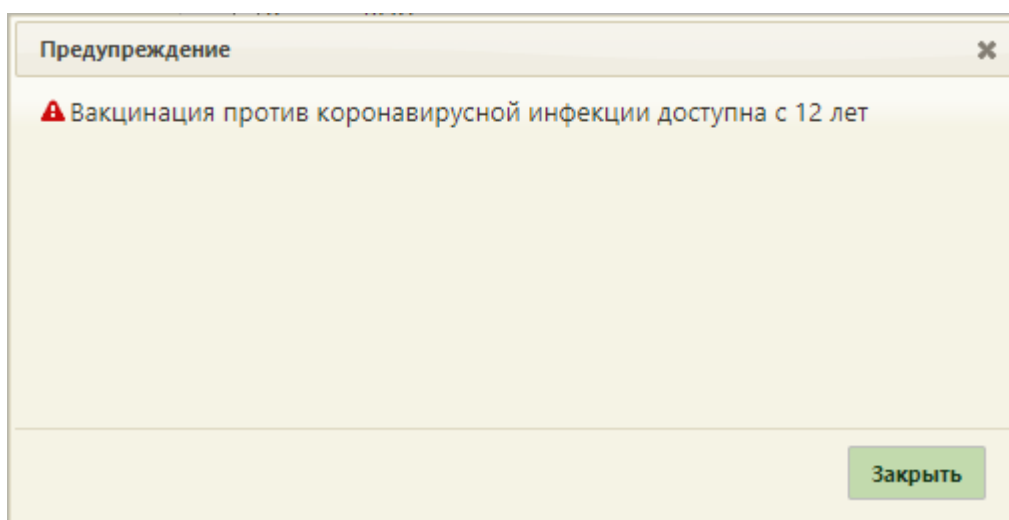 Предупреждение
Вакцинация против коронавирусной инфекции доступна с 12 лет
Закрыть